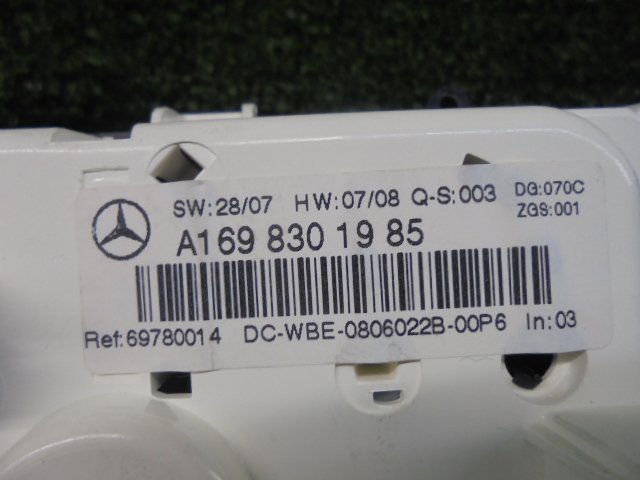 SW:28/07 HW:07/08 Q-S:003 DG:070C
ZGS:001
A169 830 19 85
Ref:69780014 DC-WBE-0806022B-00P6 In:03